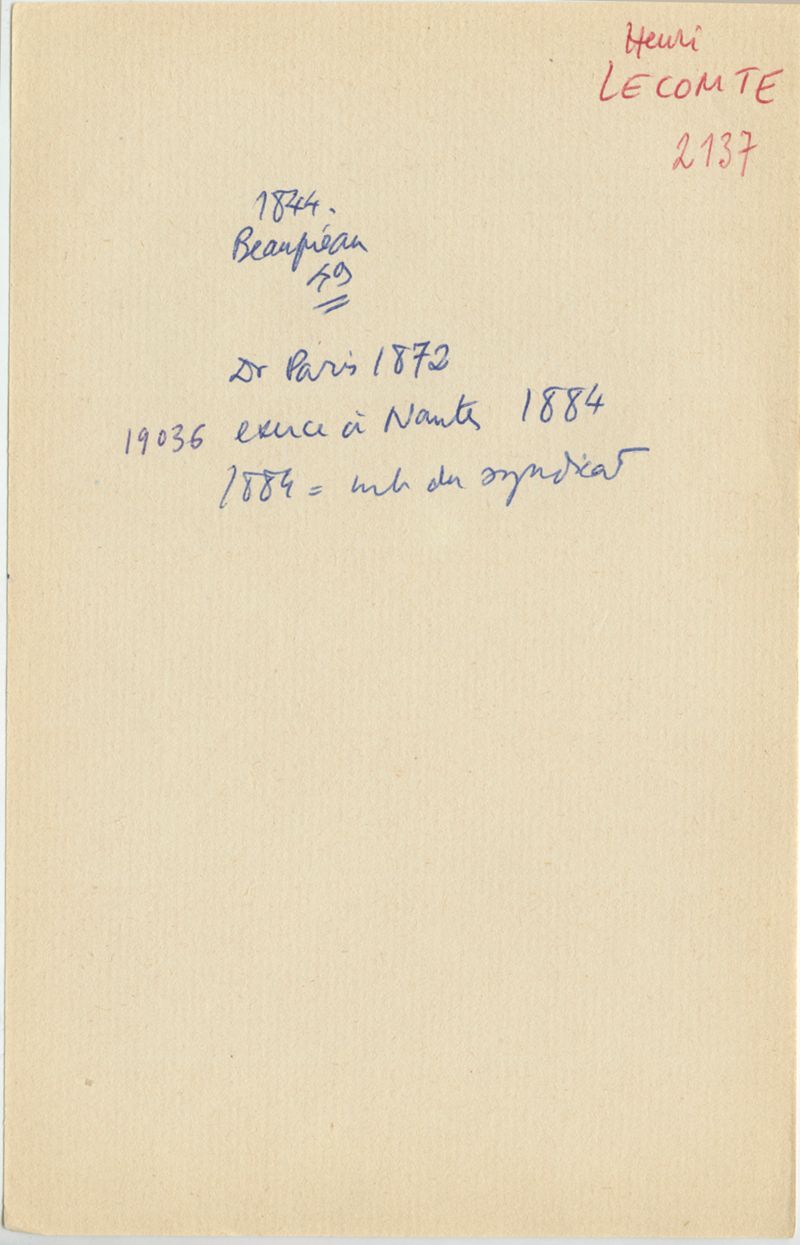 Henri
LECOMTE
2137
1844.
Beaupréau
49
Dr Paris 1872
19036 exerce à Nantes 1884
1884 = mb du syndicat